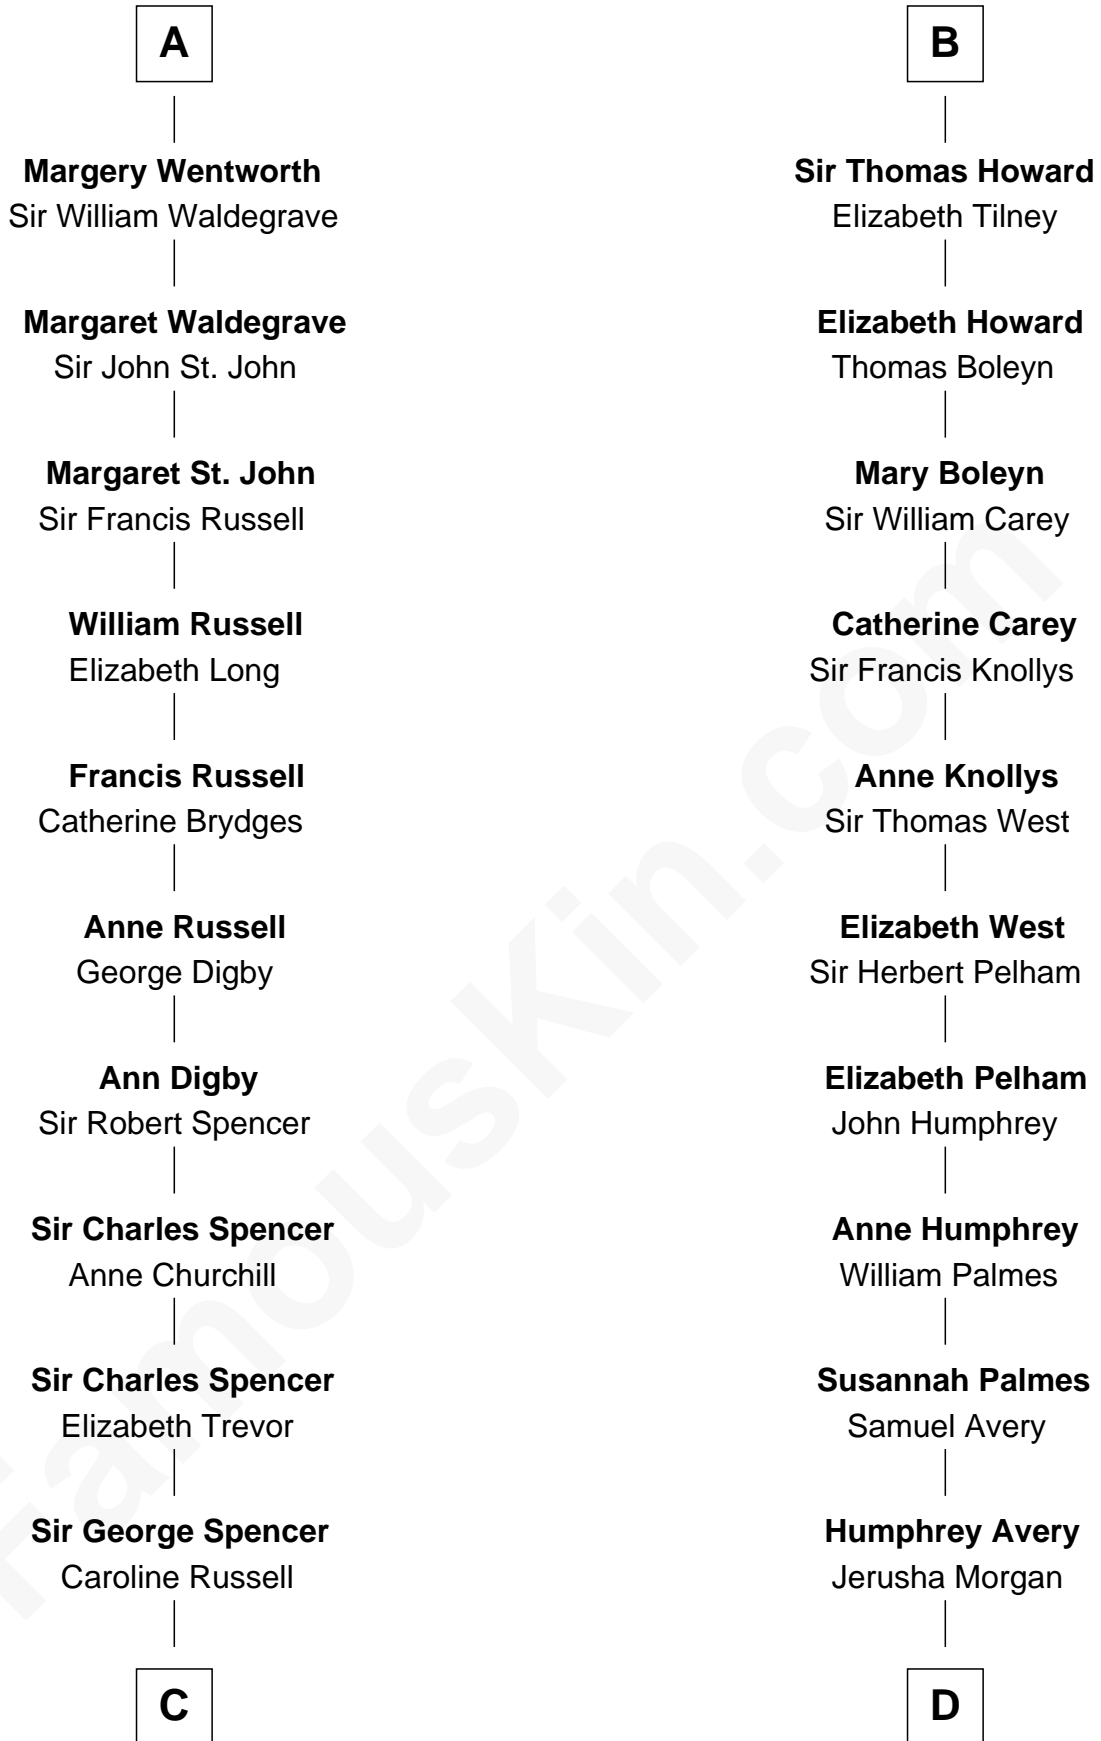 A
Margery Wentworth
Sir William Waldegrave
Margaret Waldegrave
Sir John St. John
Margaret St. John
Sir Francis Russell
William Russell
Elizabeth Long
Francis Russell
Catherine Brydges
Anne Russell
George Digby
Ann Digby
Sir Robert Spencer
Sir Charles Spencer
Anne Churchill
Sir Charles Spencer
Elizabeth Trevor
Sir George Spencer
Caroline Russell
C
B
Sir Thomas Howard
Elizabeth Tilney
Elizabeth Howard
Thomas Boleyn
Mary Boleyn
Sir William Carey
Catherine Carey
Sir Francis Knollys
Anne Knollys
Sir Thomas West
Elizabeth West
Sir Herbert Pelham
Elizabeth Pelham
John Humphrey
Anne Humphrey
William Palmes
Susannah Palmes
Samuel Avery
Humphrey Avery
Jerusha Morgan
D
FamousKin.com